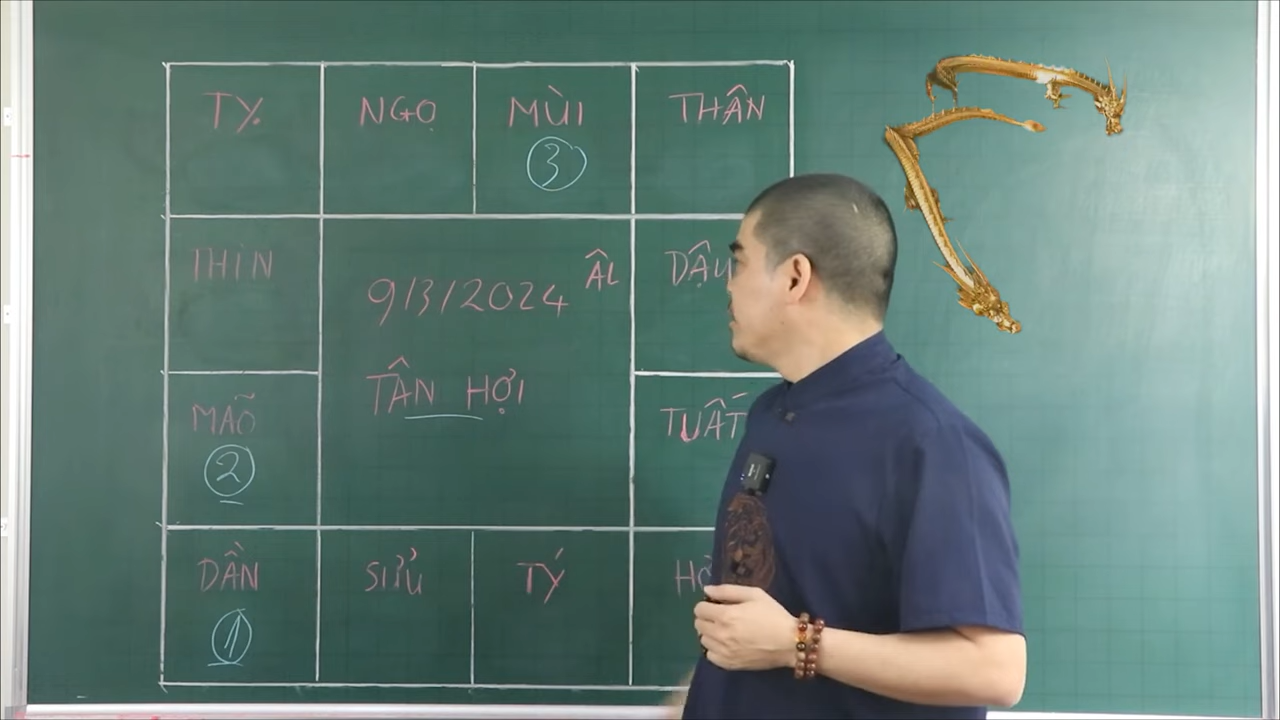 TỴ
NGỌ
MÙI
THÂN
3
THÌN
9/3/2024
ÂL
DẬU
TÂN HỢI
MÃO
2
TUẤT
DẦN
SỬU
TÝ
1